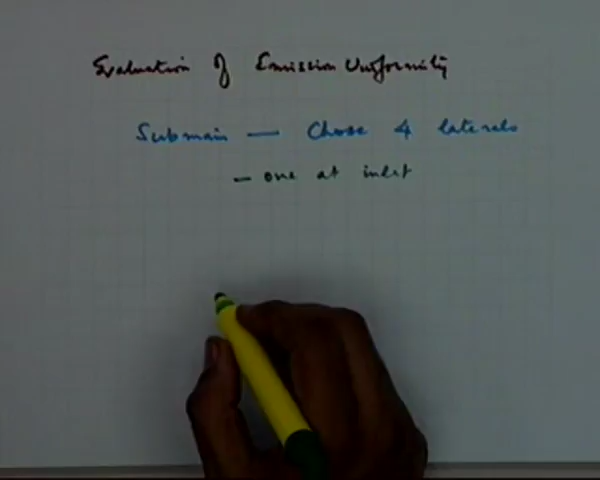 Evaluation of Emission Uniformity
Submain — Chose 4 laterals
— one at inlet